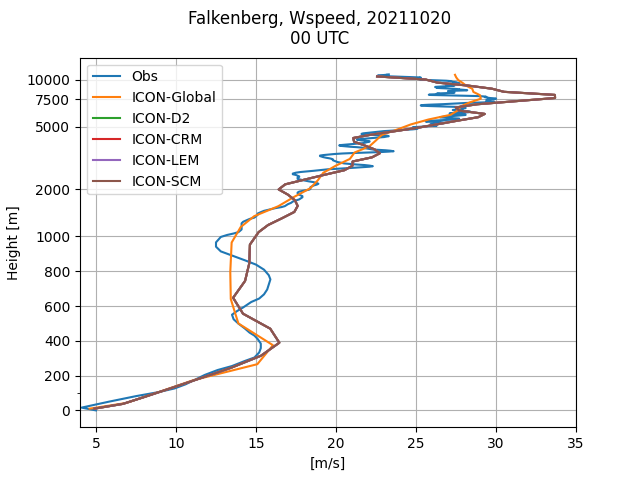 Falkenberg, Wspeed, 20211020
00 UTC
Obs
ICON-Global
ICON-D2
ICON-CRM
ICON-LEM
ICON-SCM
Height [m]
10000
7500
5000
2000
1000
800
600
400
200
0
5 10 15 20 25 30 35
[m/s]